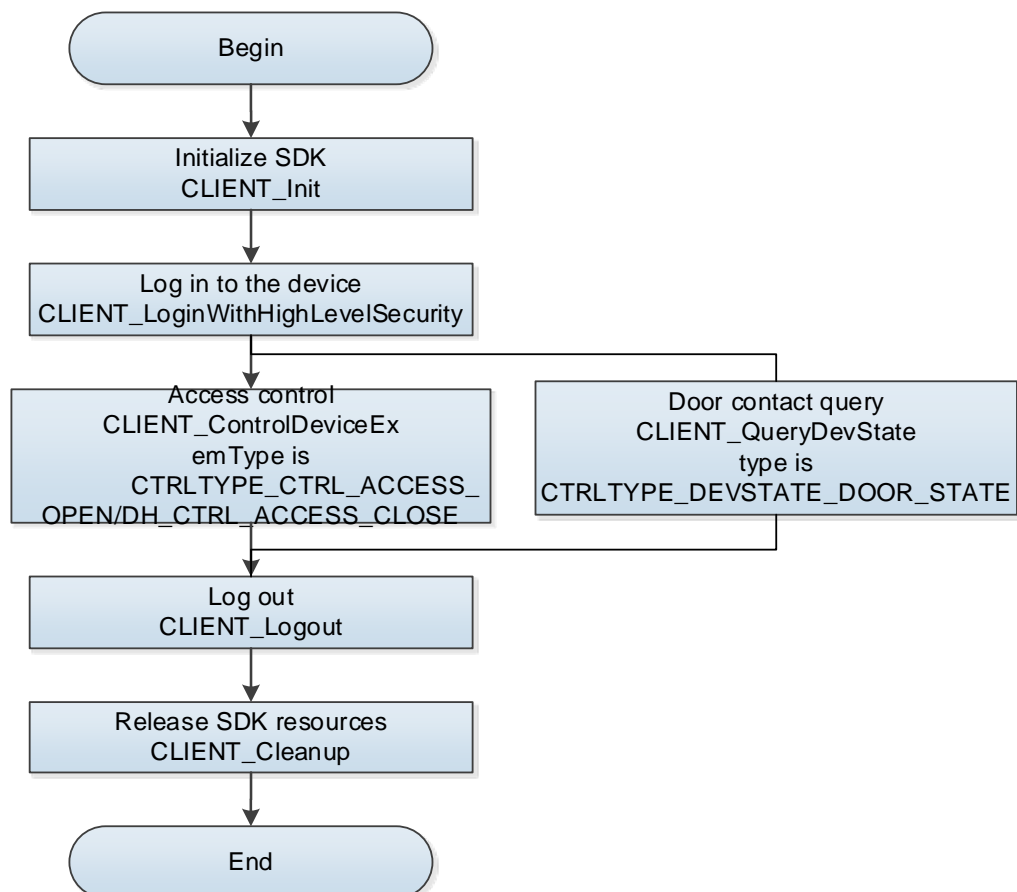 Begin
Initialize SDK
CLIENT_Init
Log in to the device
CLIENT_LoginWithHighLevelSecurity
Access control
CLIENT_ControlDeviceEx
emType is
CTRLTYPE_CTRL_ACCESS_
OPEN/DH_CTRL_ACCESS_CLOSE
Door contact query
CLIENT_QueryDevState
type is
CTRLTYPE_DEVSTATE_DOOR_STATE
Log out
CLIENT_Logout
Release SDK resources
CLIENT_Cleanup
End